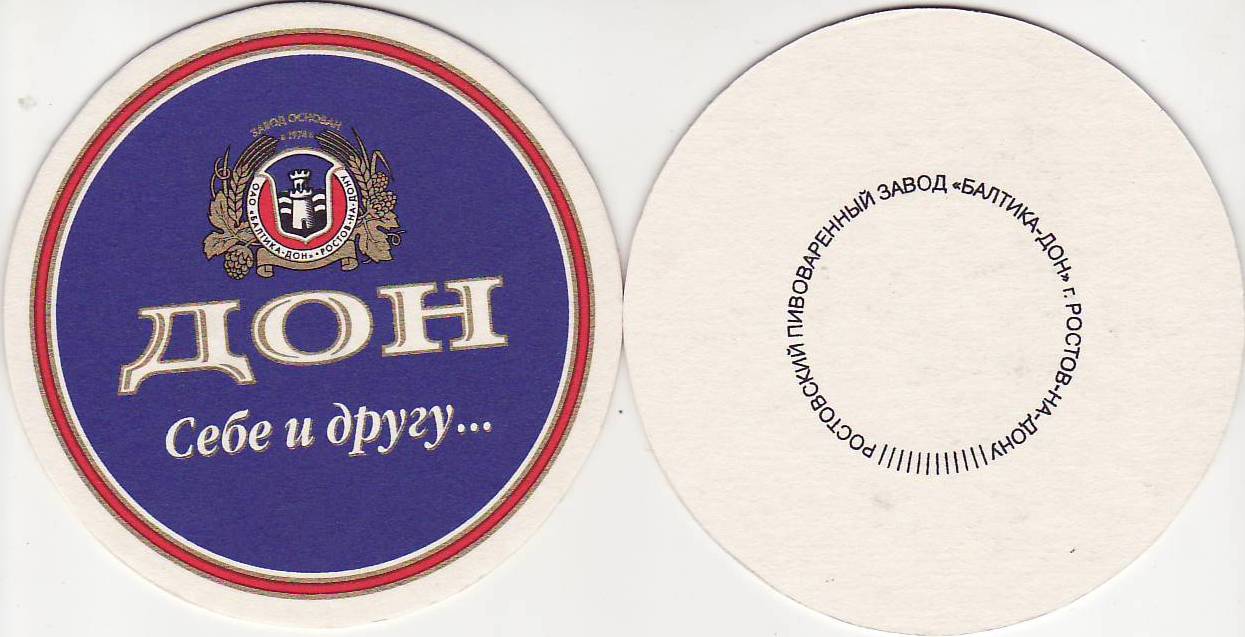 ЗАВОД ОСНОВАН
в 1974 г.
ОАО «БАЛТИКА-ДОН» • РОСТОВ-НА-ДОНУ
ДОН
Себе и другу...
РОСТОВСКИЙ ПИВОВАРЕННЫЙ ЗАВОД «БАЛТИКА-ДОН» г. РОСТОВ-НА-ДОНУ